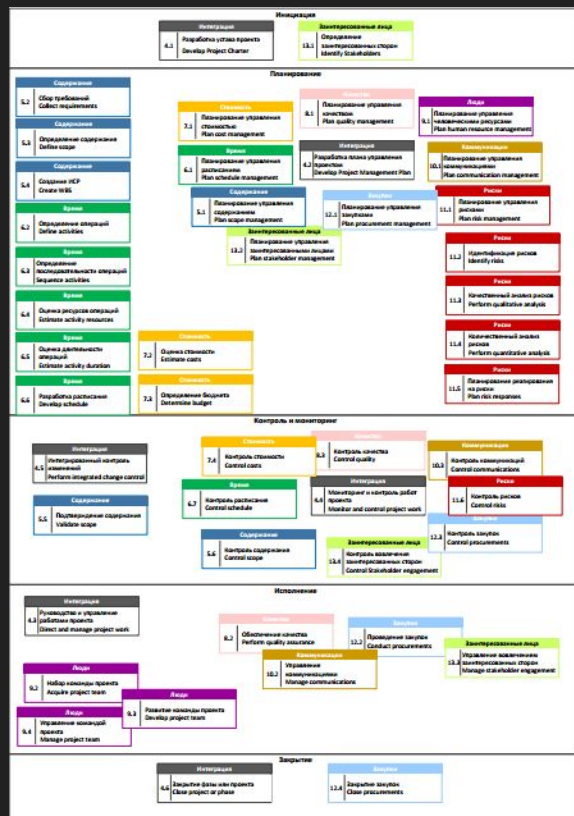 Инициация
Интеграция
4.1
Разработка устава проекта
Develop Project Charter
Заинтересованные лица
13.1
Определение
заинтересованных сторон
Identify Stakeholders
Планирование
Содержание
5.2
Сбор требований
Collect requirements
Содержание
5.3
Определение содержания
Define scope
Содержание
5.4
Создание ИСР
Create WBS
Время
6.2
Определение операций
Define activities
Время
6.3
Определение
последовательности операций
Sequence activities
Время
6.4
Оценка ресурсов операций
Estimate activity resources
Время
6.5
Оценка длительности
операций
Estimate activity duration
Время
6.6
Разработка расписания
Develop schedule
Стоимость
7.1
Планирование управления
стоимостью
Plan cost management
Время
6.1
Планирование управления
расписанием
Plan schedule management
Содержание
5.1
Планирование управления
содержанием
Plan scope management
Заинтересованные лица
13.2
Планирование управления
заинтересованными лицами
Plan stakeholder management
Стоимость
7.2
Оценка стоимости
Estimate costs
Стоимость
7.3
Определение бюджета
Determine budget
Качество
8.1
Планирование управления
качеством
Plan quality management
Интеграция
4.2
Разработка плана управления
проектом
Develop Project Management Plan
Закупки
12.1
Планирование управления
закупками
Plan procurement management
Люди
9.1
Планирование управления
человеческими ресурсами
Plan human resource management
Коммуникации
10.1
Планирование управления
коммуникациями
Plan communication management
Риски
11.1
Планирование управления
рисками
Plan risk management
Риски
11.2
Идентификация рисков
Identify risks
Риски
11.3
Качественный анализ рисков
Perform qualitative analysis
Риски
11.4
Количественный анализ
рисков
Perform quantitative analysis
Риски
11.5
Планирование реагирования
на риски
Plan risk responses
Контроль и мониторинг
Интеграция
4.5
Интегрированный контроль
изменений
Perform integrated change control
Содержание
5.5
Подтверждение содержания
Validate scope
Стоимость
7.4
Контроль стоимости
Control costs
Время
6.7
Контроль расписания
Control schedule
Содержание
5.6
Контроль содержания
Control scope
Качество
8.3
Контроль качества
Control quality
Интеграция
4.4
Мониторинг и контроль работ
проекта
Monitor and control project work
Заинтересованные лица
13.4
Контроль вовлечения
заинтересованных сторон
Control Stakeholder engagement
Коммуникации
10.3
Контроль коммуникаций
Control communications
Риски
11.6
Контроль рисков
Control risks
Закупки
12.3
Контроль закупок
Control procurements
Исполнение
Интеграция
4.3
Руководство и управление
работами проекта
Direct and manage project work
Люди
9.2
Набор команды проекта
Acquire project team
Люди
9.3
Развитие команды проекта
Develop project team
Люди
9.4
Управление командой
проекта
Manage project team
Качество
8.2
Обеспечение качества
Perform quality assurance
Коммуникации
10.2
Управление
коммуникациями
Manage communications
Закупки
12.2
Проведение закупок
Conduct procurements
Заинтересованные лица
13.3
Управление вовлечением
заинтересованных сторон
Manage stakeholder engagement
Закрытие
Интеграция
4.6
Закрытие фазы или проекта
Close project or phase
Закупки
12.4
Закрытие закупок
Close procurements